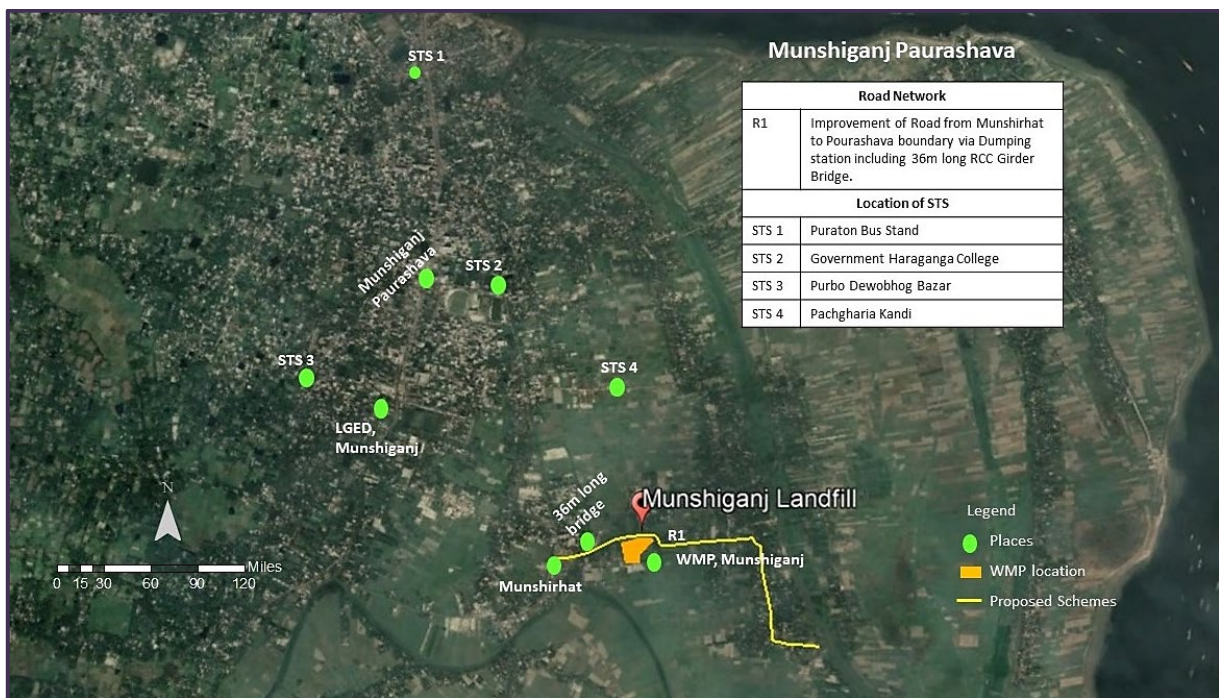 Munshiganj Paurashava
Road Network
R1
Improvement of Road from Munshirhat
to Pourashava boundary via Dumping
station including 36m long RCC Girder
Bridge.
Location of STS
STS 1 Puraton Bus Stand
STS 2 Government Haraganga College
STS 3 Purbo Dewobhog Bazar
STS 4 Pachgharia Kandi
STS 1
Munshiganj
Paurashava
STS 2
STS 3
STS 4
LGED,
Munshiganj
36m long
bridge
Munshiganj Landfill
R1
WMP, Munshiganj
Munshirhat
N
0 15 30 60 90 120 Miles
Legend
Places
WMP location
Proposed Schemes